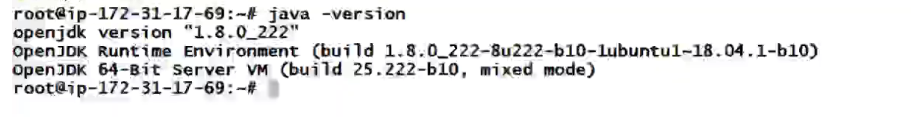 root@ip-172-31-17-69:~# java -version
openjdk version "1.8.0_222"
OpenJDK Runtime Environment (build 1.8.0_222-8u222-b10-1ubuntu1~18.04.1-b10)
OpenJDK 64-Bit Server VM (build 25.222-b10, mixed mode)
root@ip-172-31-17-69:~#